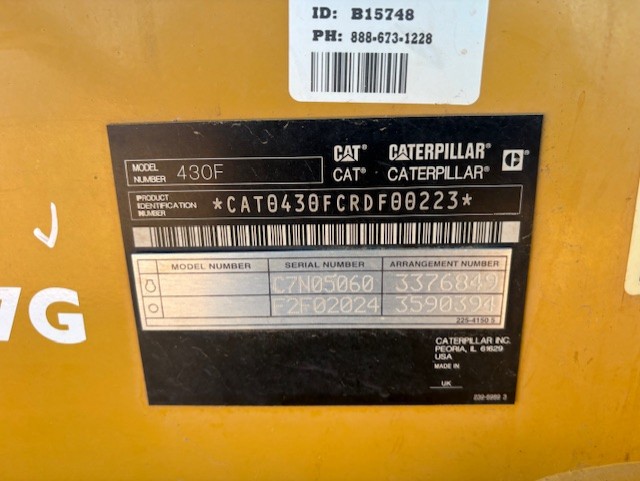 ID: B15748
PH: 888-673-1228
CAT® CATERPILLAR®
CAT® CATERPILLAR® C
MODEL NUMBER 430F
PRODUCT IDENTIFICATION NUMBER *CAT0430FCRDF00223*
MODEL NUMBER SERIAL NUMBER ARRANGEMENT NUMBER
C7N05060 3376849
F2F02024 3590394
225-4150 5
CATERPILLAR INC.
PEORIA, IL 61629
USA
MADE IN
UK
7G